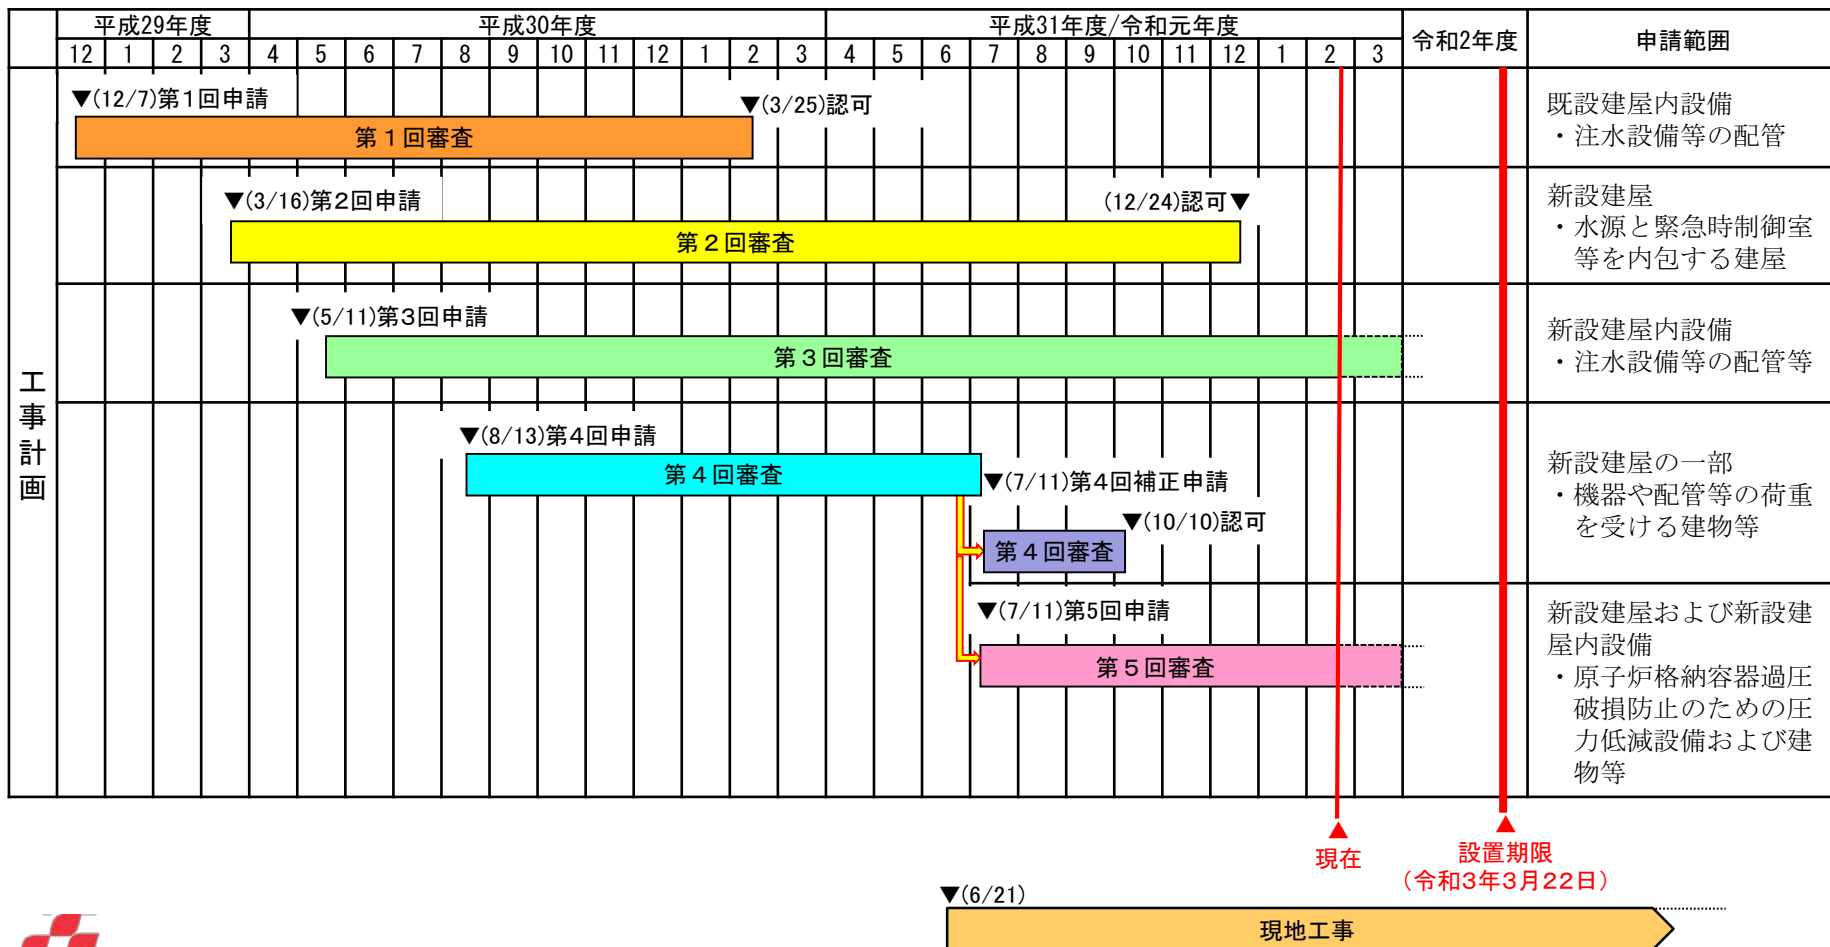 平成29年度 平成30年度 平成31年度/令和元年度 令和2年度 申請範囲
12 1 2 3 4 5 6 7 8 9 10 11 12 1 2 3 4 5 6 7 8 9 10 11 12 1 2 3
工事計画
▼(12/7)第1回申請
▼(3/25)認可
第1回審査
既設建屋内設備
・注水設備等の配管
▼(3/16)第2回申請
(12/24)認可▼
第2回審査
新設建屋
・水源と緊急時制御室
等を内包する建屋
▼(5/11)第3回申請
第3回審査
新設建屋内設備
・注水設備等の配管等
▼(8/13)第4回申請
第4回審査
▼(7/11)第4回補正申請
▼(10/10)認可
第4回審査
新設建屋の一部
・機器や配管等の荷重
を受ける建物等
▼(7/11)第5回申請
第5回審査
新設建屋および新設建
屋内設備
・原子炉格納容器過圧
破損防止のための圧
力低減設備および建
物等
▲
現在
▲
設置期限
(令和3年3月22日)
▼(6/21)
現地工事